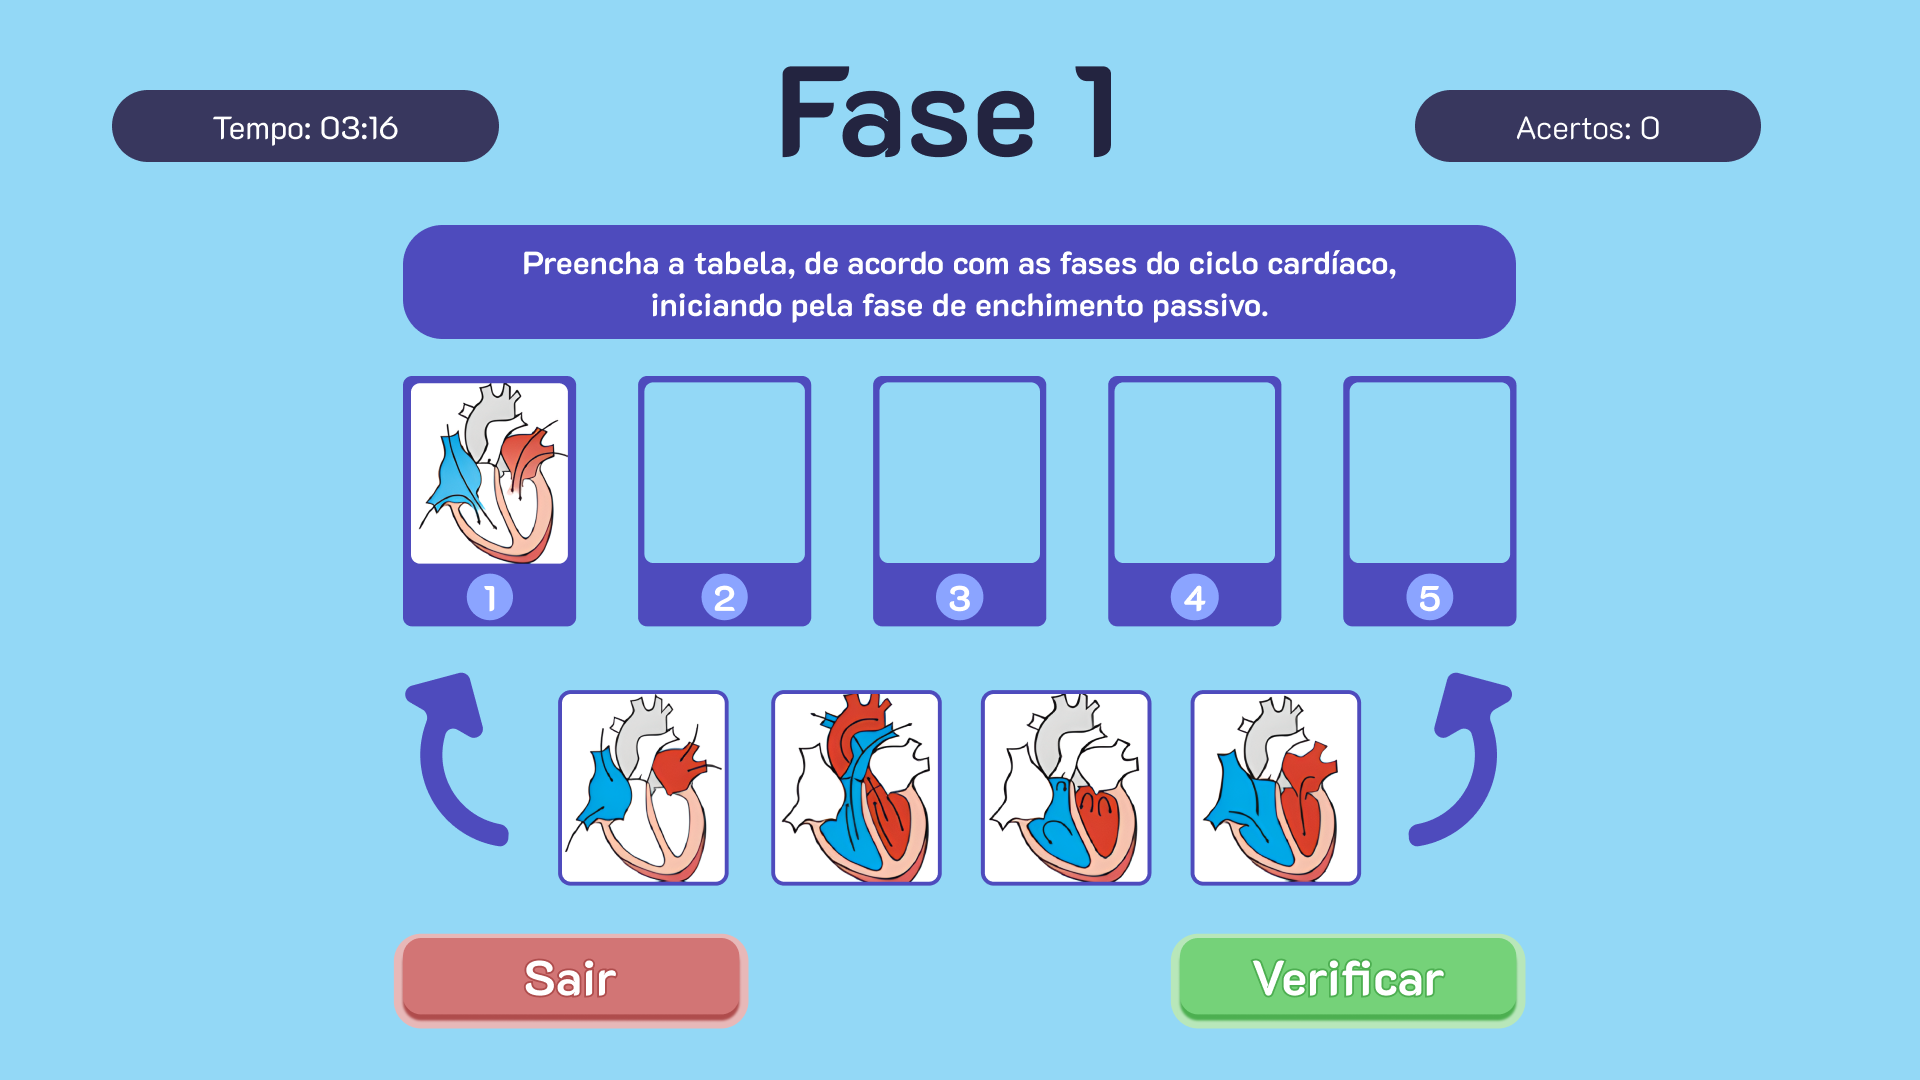 Fase 1
Tempo: 03:16
Acertos: 0
Preencha a tabela, de acordo com as fases do ciclo cardíaco,
iniciando pela fase de enchimento passivo.
1
2
3
4
5
Sair
Verificar